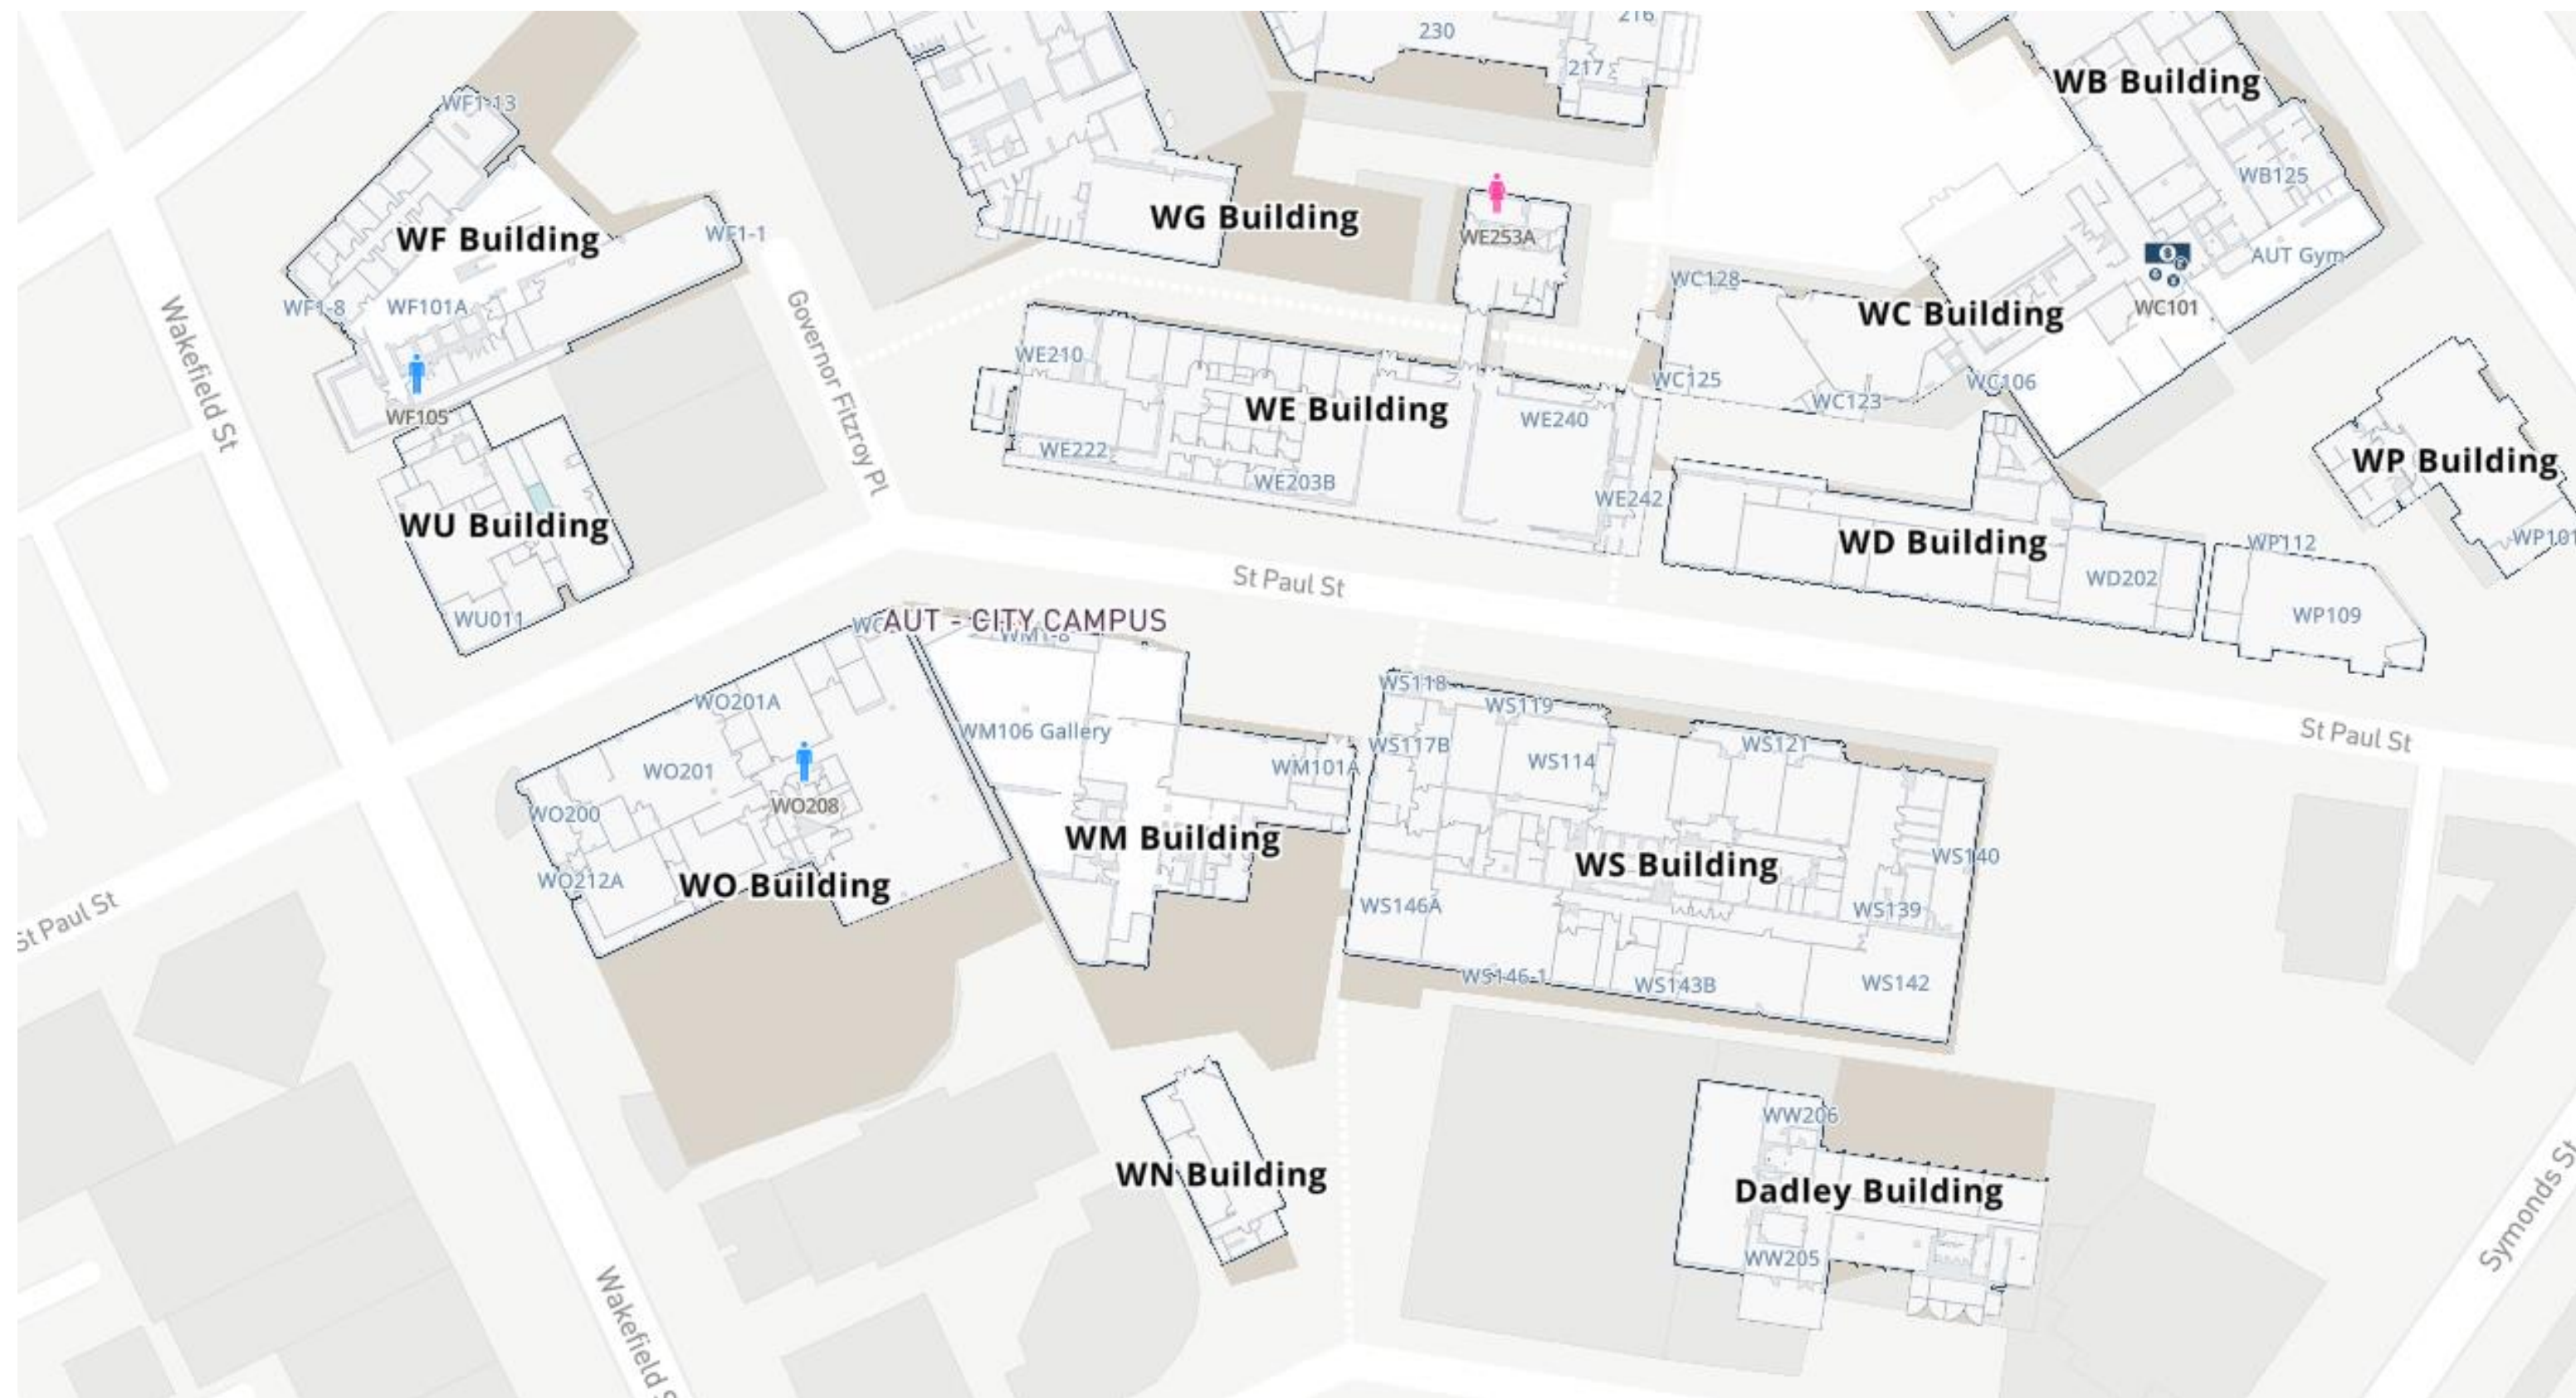 216
230
217
WB Building
WF1-13
WB125
WG Building
WF Building
WF1-1
WE253A
AUT Gym
WC128
WF1-8
WF101A
WC101
WC Building
WE210
Governor Fitzroy Pl
Wakefield St
WC125
WC106
WC123
WE Building
WE240
WF105
WE222
WE203B
WE242
WP Building
WU Building
WD Building
WP112
WP101
WD202
St Paul St
WU011
WP109
AUT - CITY CAMPUS
WM1-8
WS118
WO201A
WS119
WM106 Gallery
WS117B
WS121
St Paul St
WO201
WM101A
WS114
WO208
WO200
WM Building
WS140
WS Building
WO212A
WO Building
WS146A
WS139
St Paul St
WS146-1
WS143B
WS142
WW206
WN Building
Dadley Building
Symonds St
WW205
Wakefield S